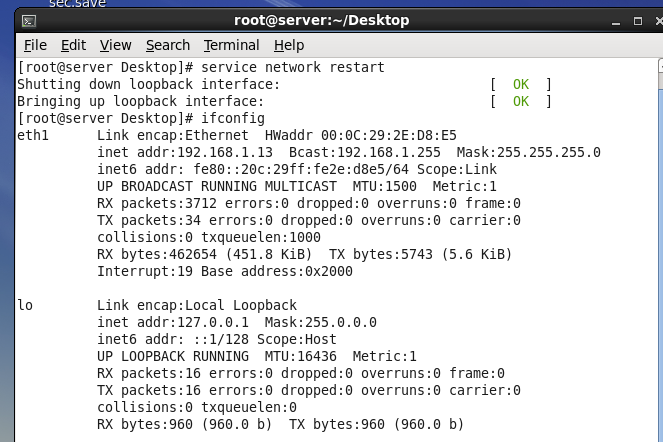 sec.save
root@server:~/Desktop
File Edit View Search Terminal Help
[root@server Desktop]# service network restart
Shutting down loopback interface: [ OK ]
Bringing up loopback interface: [ OK ]
[root@server Desktop]# ifconfig
eth1 Link encap:Ethernet HWaddr 00:0C:29:2E:D8:E5
inet addr:192.168.1.13 Bcast:192.168.1.255 Mask:255.255.255.0
inet6 addr: fe80::20c:29ff:fe2e:d8e5/64 Scope:Link
UP BROADCAST RUNNING MULTICAST MTU:1500 Metric:1
RX packets:3712 errors:0 dropped:0 overruns:0 frame:0
TX packets:34 errors:0 dropped:0 overruns:0 carrier:0
collisions:0 txqueuelen:1000
RX bytes:462654 (451.8 KiB) TX bytes:5743 (5.6 KiB)
Interrupt:19 Base address:0x2000
lo Link encap:Local Loopback
inet addr:127.0.0.1 Mask:255.0.0.0
inet6 addr: ::1/128 Scope:Host
UP LOOPBACK RUNNING MTU:16436 Metric:1
RX packets:16 errors:0 dropped:0 overruns:0 frame:0
TX packets:16 errors:0 dropped:0 overruns:0 carrier:0
collisions:0 txqueuelen:0
RX bytes:960 (960.0 b) TX bytes:960 (960.0 b)